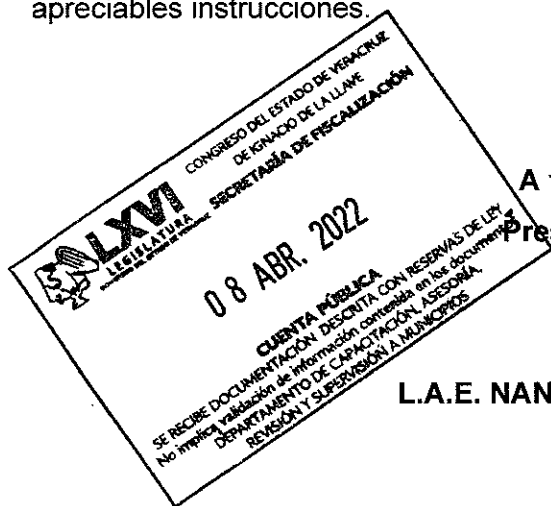 apreciables instrucciones.
CONGRESO DEL ESTADO DE VERACRUZ
DE IGNACIO DE LA LLAVE
SECRETARÍA DE FISCALIZACIÓN
LXVI
LEGISLATURA
08 ABR. 2022
CUENTA PÚBLICA
SE RECIBE DOCUMENTACIÓN DESCRITA CON RESERVAS DE LEY
No implica validación de información contenida en los documentos
DEPARTAMENTO DE CAPACITACIÓN, ASESORÍA,
REVISIÓN Y SUPERVISIÓN A MUNICIPIOS
A
Pre
L.A.E. NAN